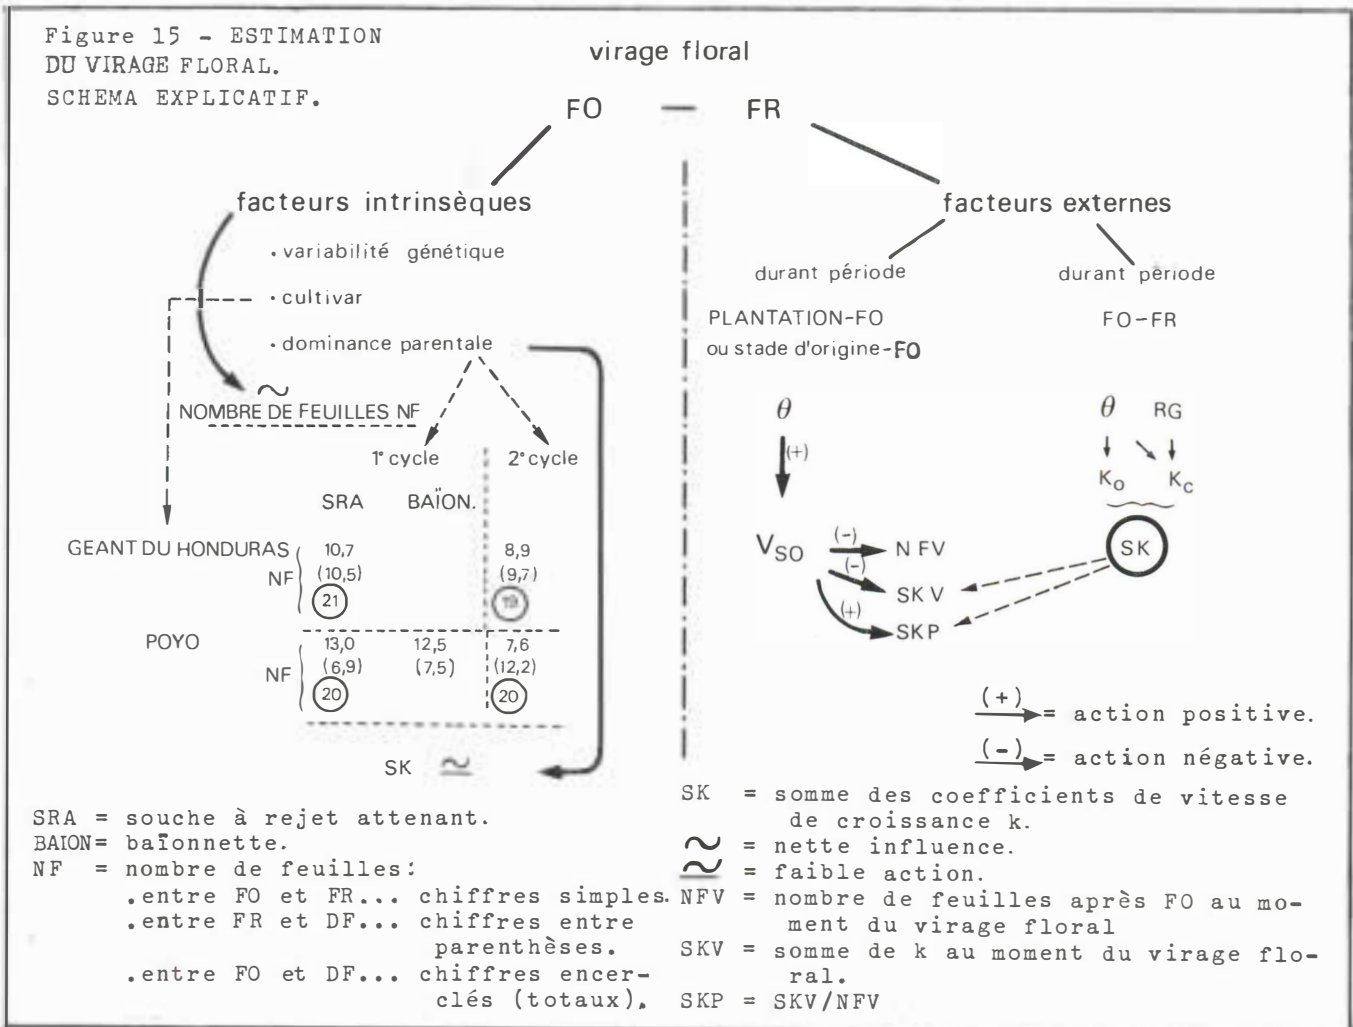 Figure 15 - ESTIMATION
DU VIRAGE FLORAL.
SCHEMA EXPLICATIF.
virage floral
FO — FR
facteurs intrinsèques
• variabilité génétique
• cultivar
• dominance parentale
~
NOMBRE DE FEUILLES NF
1° cycle 2° cycle
SRA BAÏON.
GEANT DU HONDURAS 10,7 8,9
NF (10,5) (9,7)
21 19
POYO 13,0 12,5 7,6
NF (6,9) (7,5) (12,2)
20 20
SK ~
facteurs externes
durant période durant période
PLANTATION-FO FO-FR
ou stade d'origine-FO
θ θ RG
(+)
Ko Kc
VSO (-) NFV SK
(-) SKV
(+) SKP
(+) = action positive.
(-) = action négative.
SRA = souche à rejet attenant.
BAION= baïonnette.
NF = nombre de feuilles:
.entre FO et FR... chiffres simples.
.entre FR et DF... chiffres entre
parenthèses.
.entre FO et DF... chiffres encer-
clés (totaux).
SK = somme des coefficients de vitesse
de croissance k.
~ = nette influence.
~ = faible action.
NFV = nombre de feuilles après FO au mo-
ment du virage floral
SKV = somme de k au moment du virage flo-
ral.
SKP = SKV/NFV